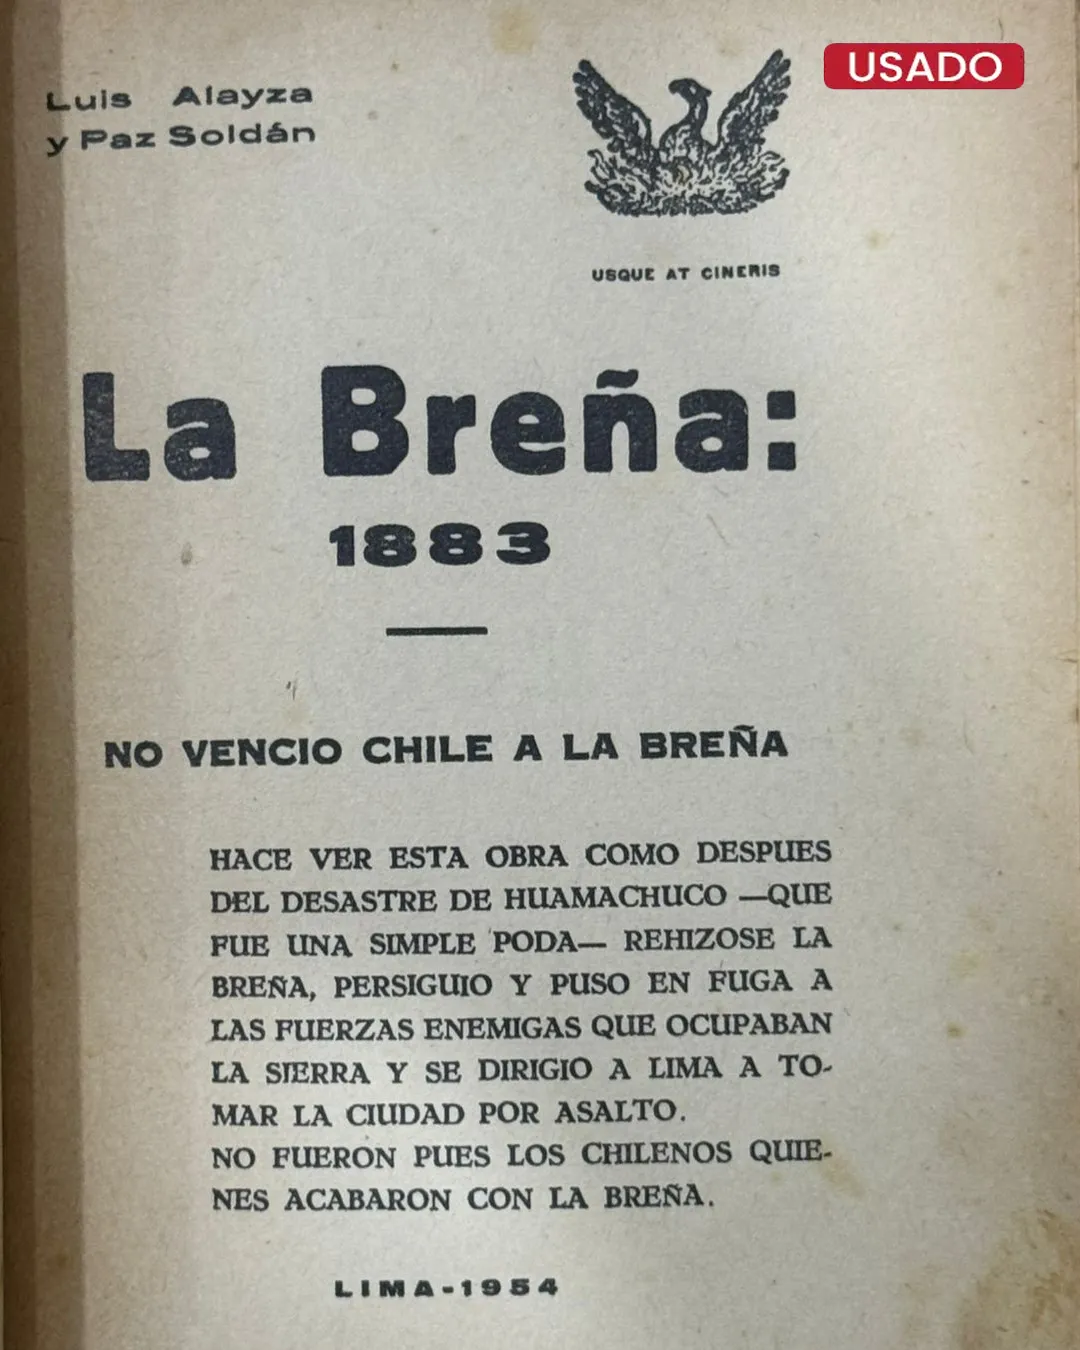 USADO
Luis Alayza
y Paz Soldán
USQUE AT CINERIS
La Breña:
1883
NO VENCIO CHILE A LA BREÑA
HACE VER ESTA OBRA COMO DESPUES
DEL DESASTRE DE HUAMACHUCO —QUE
FUE UNA SIMPLE PODA— REHIZOSE LA
BREÑA, PERSIGUIO Y PUSO EN FUGA A
LAS FUERZAS ENEMIGAS QUE OCUPABAN
LA SIERRA Y SE DIRIGIO A LIMA A TO-
MAR LA CIUDAD POR ASALTO.
NO FUERON PUES LOS CHILENOS QUIE-
NES ACABARON CON LA BREÑA.
LIMA-1954